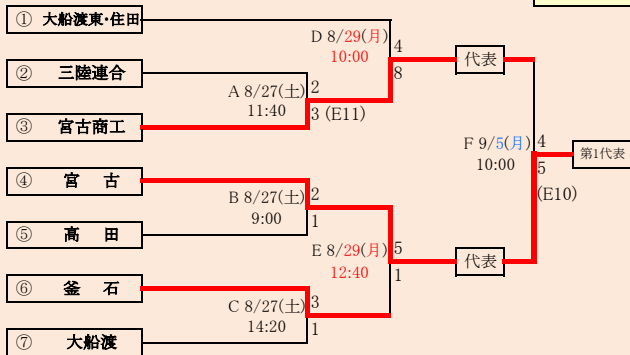 ① 大船渡東・住田
D 8/29(月)
10:00
4
8
代表
② 三陸連合
A 8/27(土)
11:40
2
3 (E11)
③ 宮古商工
F 9/5(月)
10:00
4
5
(E10)
第1代表
④ 宮 古
B 8/27(土)
9:00
2
1
⑤ 高 田
E 8/29(月)
12:40
5
1
代表
⑥ 釜 石
C 8/27(土)
14:20
3
1
⑦ 大船渡